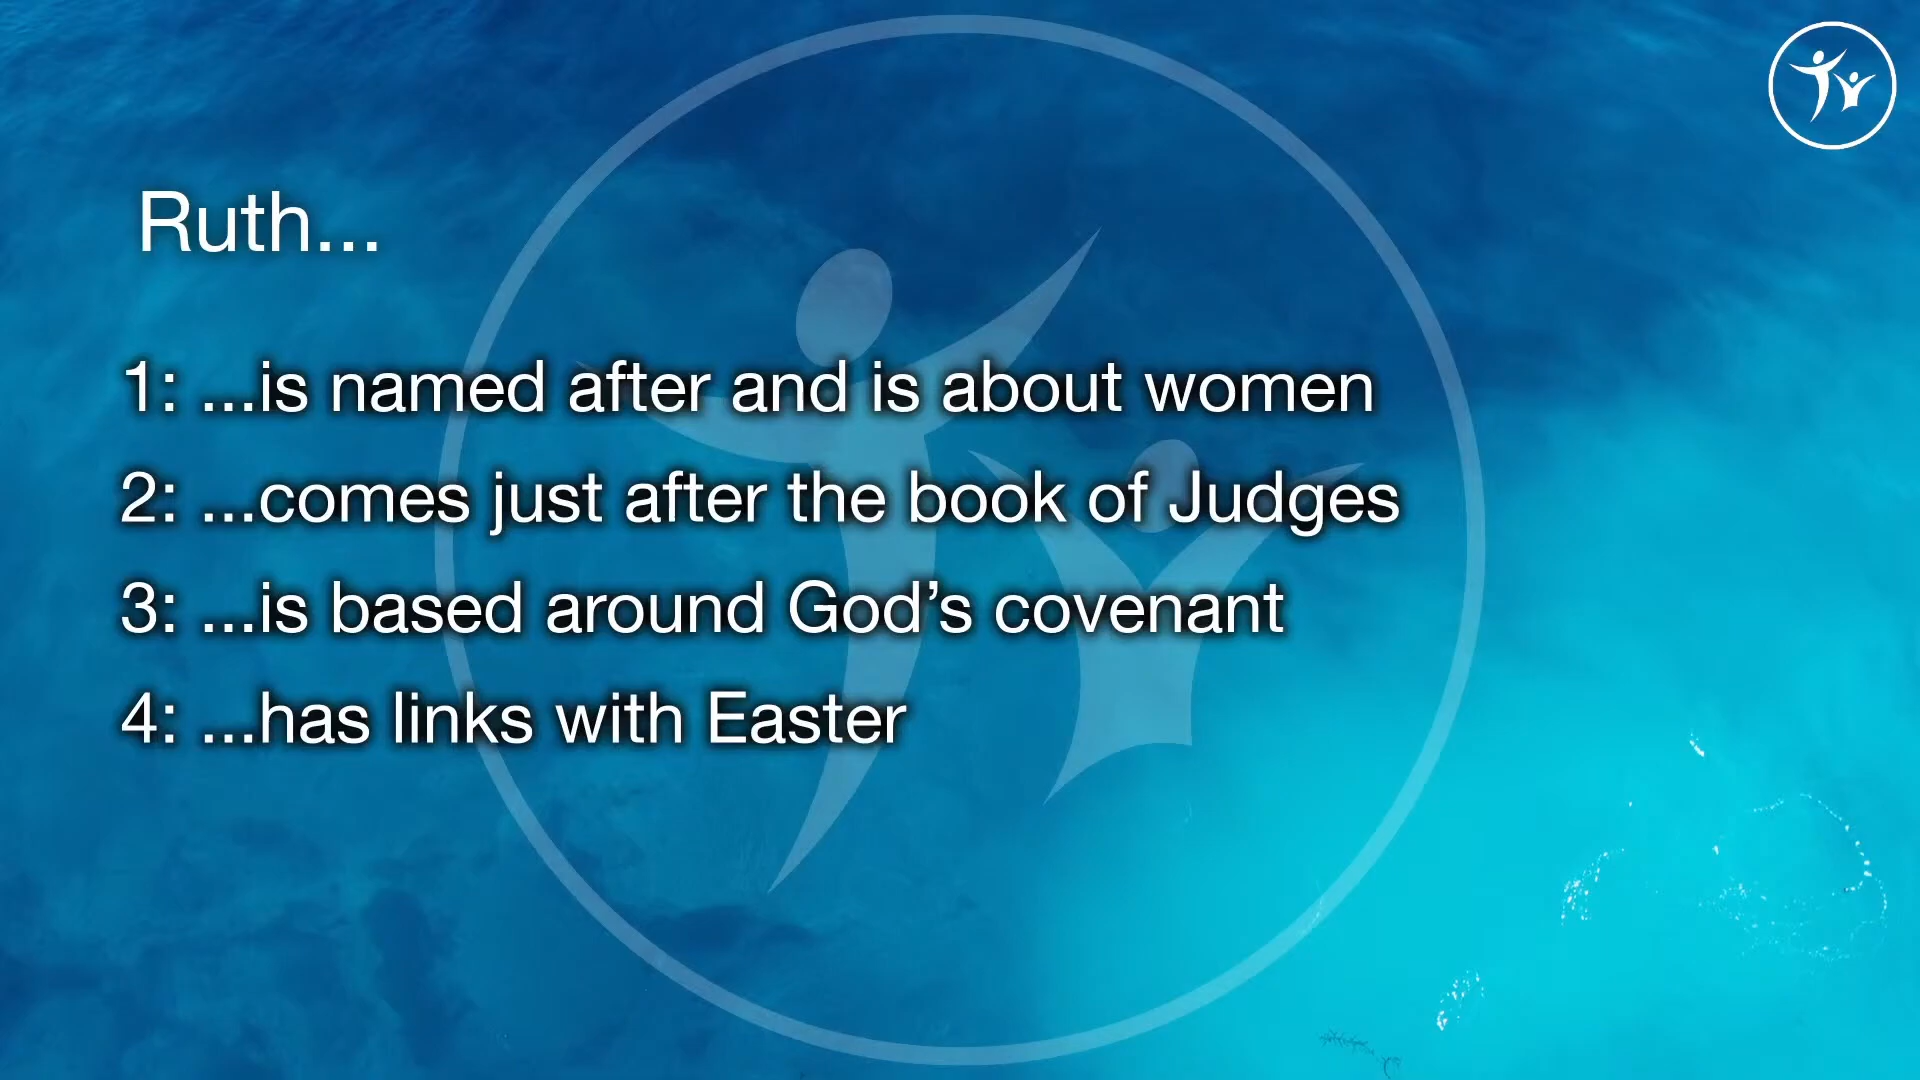 Ruth...
1: ...is named after and is about women
2: ...comes just after the book of Judges
3: ...is based around God’s covenant
4: ...has links with Easter